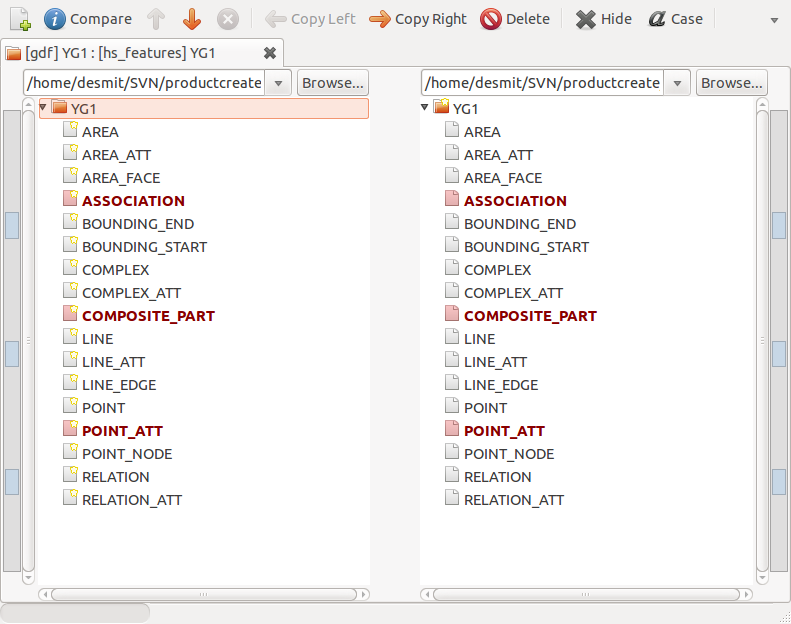 Compare Copy Left Copy Right Delete Hide Case
[gdf] YG1 : [hs_features] YG1
/home/desmit/SVN/productcreate Browse... /home/desmit/SVN/productcreate Browse...
YG1 YG1
AREA AREA
AREA_ATT AREA_ATT
AREA_FACE AREA_FACE
ASSOCIATION ASSOCIATION
BOUNDING_END BOUNDING_END
BOUNDING_START BOUNDING_START
COMPLEX COMPLEX
COMPLEX_ATT COMPLEX_ATT
COMPOSITE_PART COMPOSITE_PART
LINE LINE
LINE_ATT LINE_ATT
LINE_EDGE LINE_EDGE
POINT POINT
POINT_ATT POINT_ATT
POINT_NODE POINT_NODE
RELATION RELATION
RELATION_ATT RELATION_ATT